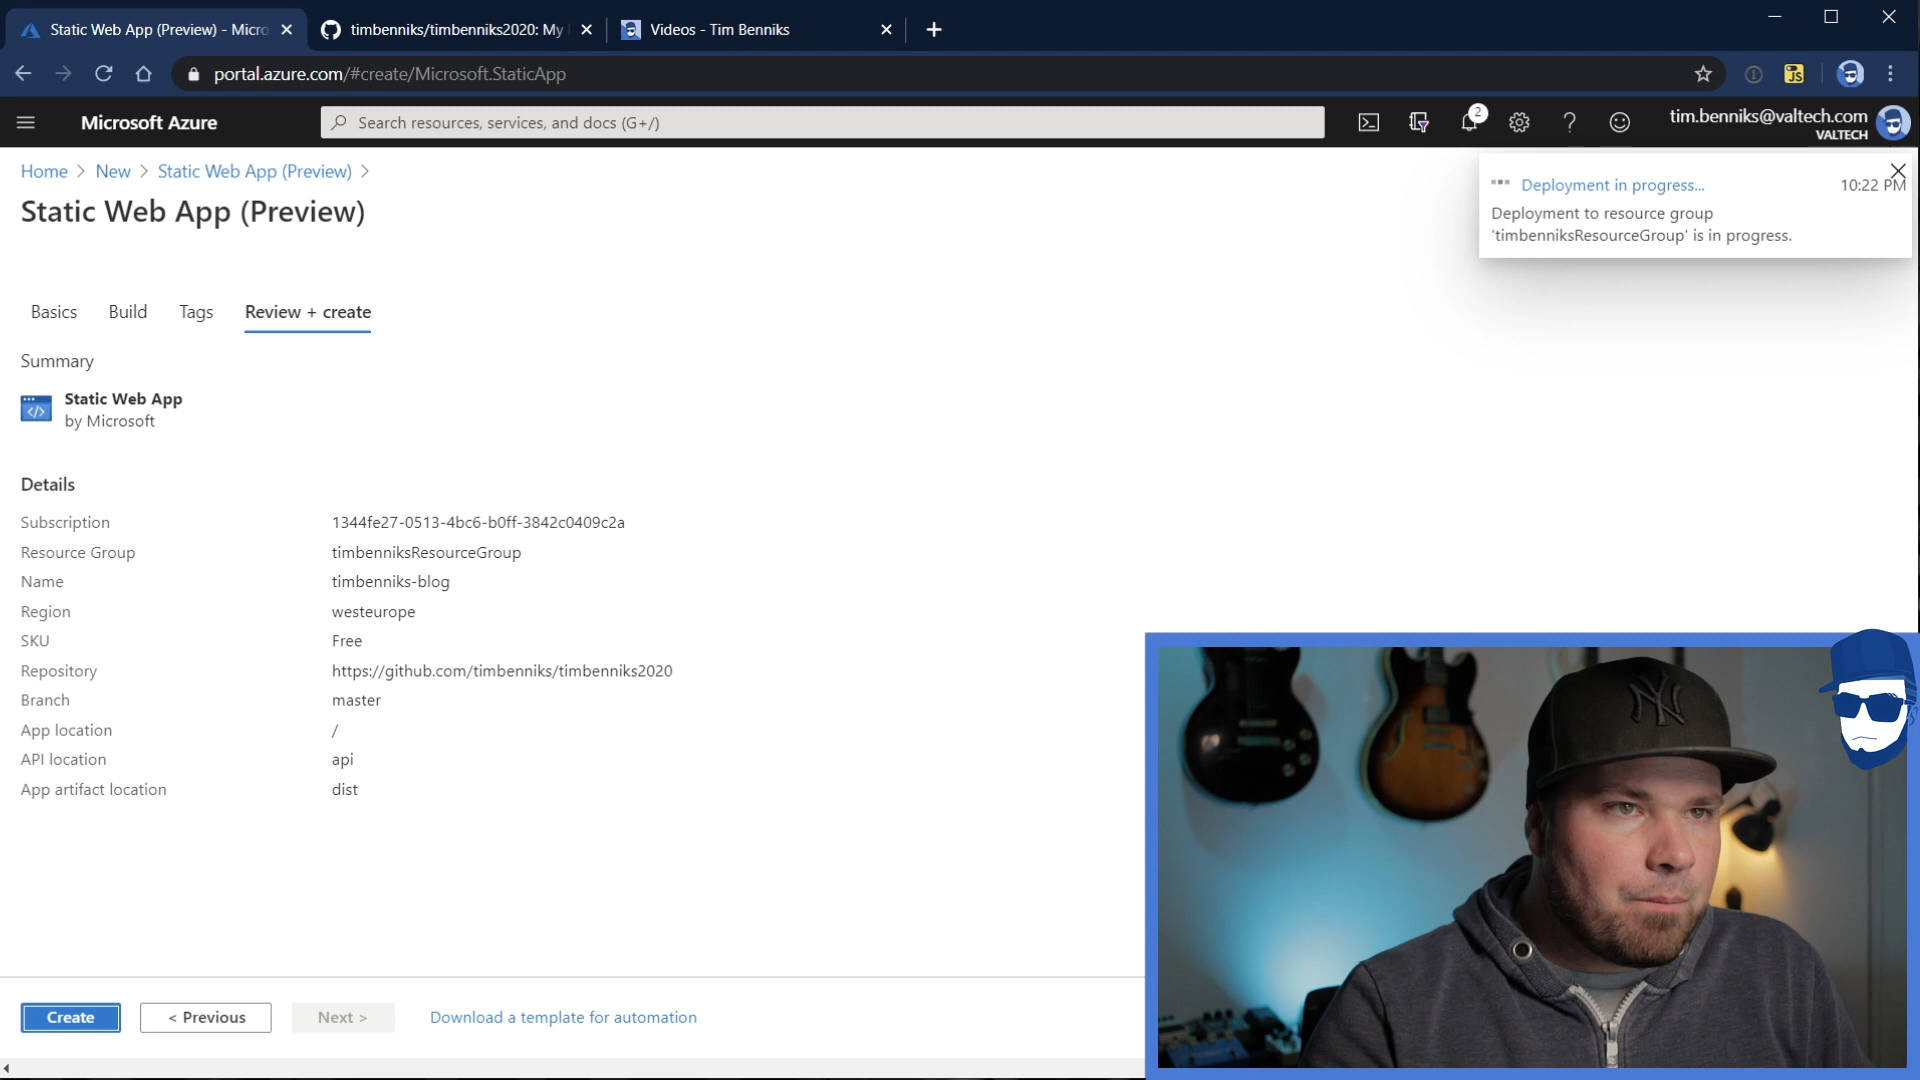 Static Web App (Preview) - Micro
timbenniks/timbenniks2020: My
Videos - Tim Benniks
portal.azure.com/#create/Microsoft.StaticApp
JS
Microsoft Azure
Search resources, services, and docs (G+/)
2
tim.benniks@valtech.com
VALTECH
Home > New > Static Web App (Preview) >
Static Web App (Preview)
Deployment in progress...
10:22 PM
Deployment to resource group
'timbenniksResourceGroup' is in progress.
Basics
Build
Tags
Review + create
Summary
Static Web App
by Microsoft
Details
Subscription 1344fe27-0513-4bc6-b0ff-3842c0409c2a
Resource Group timbenniksResourceGroup
Name timbenniks-blog
Region westeurope
SKU Free
Repository https://github.com/timbenniks/timbenniks2020
Branch master
App location /
API location api
App artifact location dist
Create
< Previous
Next >
Download a template for automation
NY